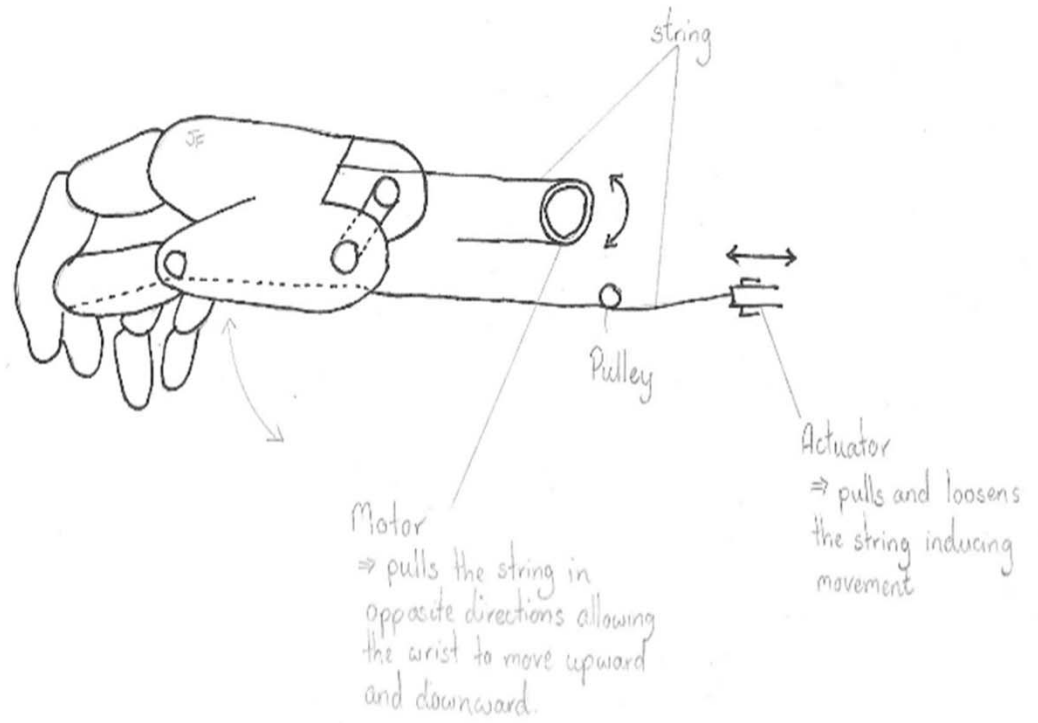 string
JF
Pulley
Actuator
⇒ pulls and loosens
the string inducing
movement
Motor
⇒ pulls the string in
opposite directions allowing
the wrist to move upward
and downward.